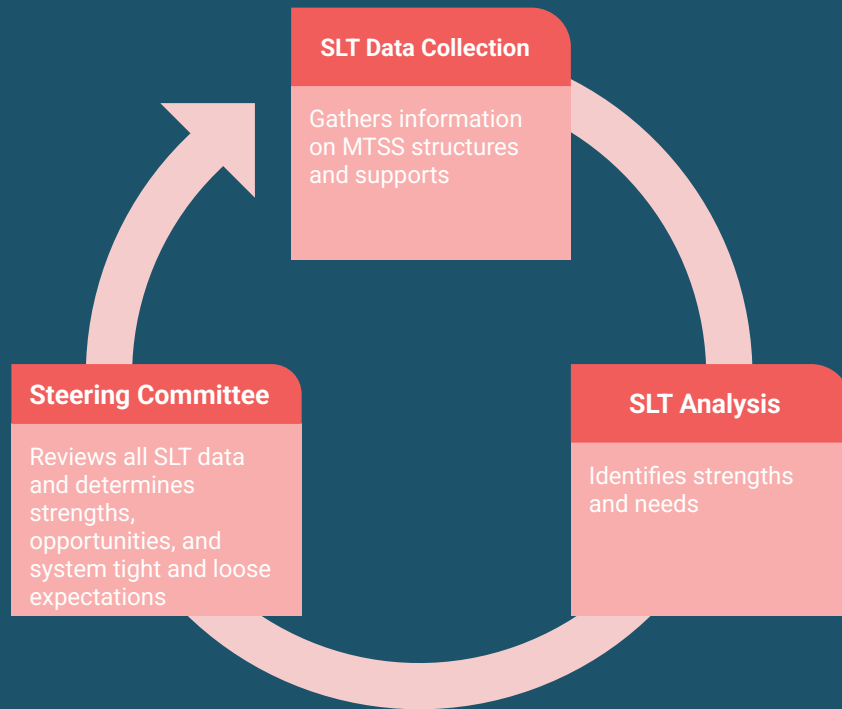 SLT Data Collection
Gathers information
on MTSS structures
and supports
SLT Analysis
Identifies strengths
and needs
Steering Committee
Reviews all SLT data
and determines
strengths,
opportunities, and
system tight and loose
expectations